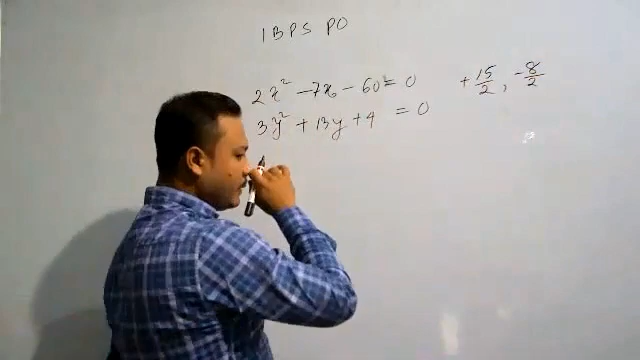 IBPS PO
2x² - 7x - 60 = 0 + 15/2, - 8/2
3y² + 13y + 4 = 0